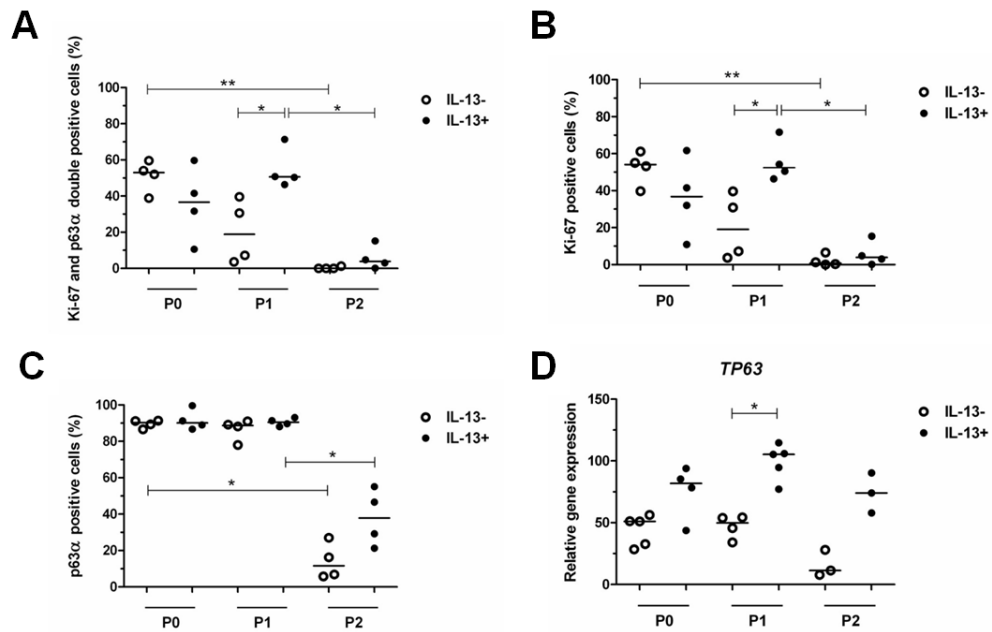 A
Ki-67 and p63α double positive cells (%)
100
80
60
40
20
0
**
*
*
IL-13-
IL-13+
P0
P1
P2
B
Ki-67 positive cells (%)
100
80
60
40
20
0
**
*
*
IL-13-
IL-13+
P0
P1
P2
C
p63α positive cells (%)
100
80
60
40
20
0
*
*
IL-13-
IL-13+
P0
P1
P2
D
TP63
Relative gene expression
150
100
50
0
*
IL-13-
IL-13+
P0
P1
P2